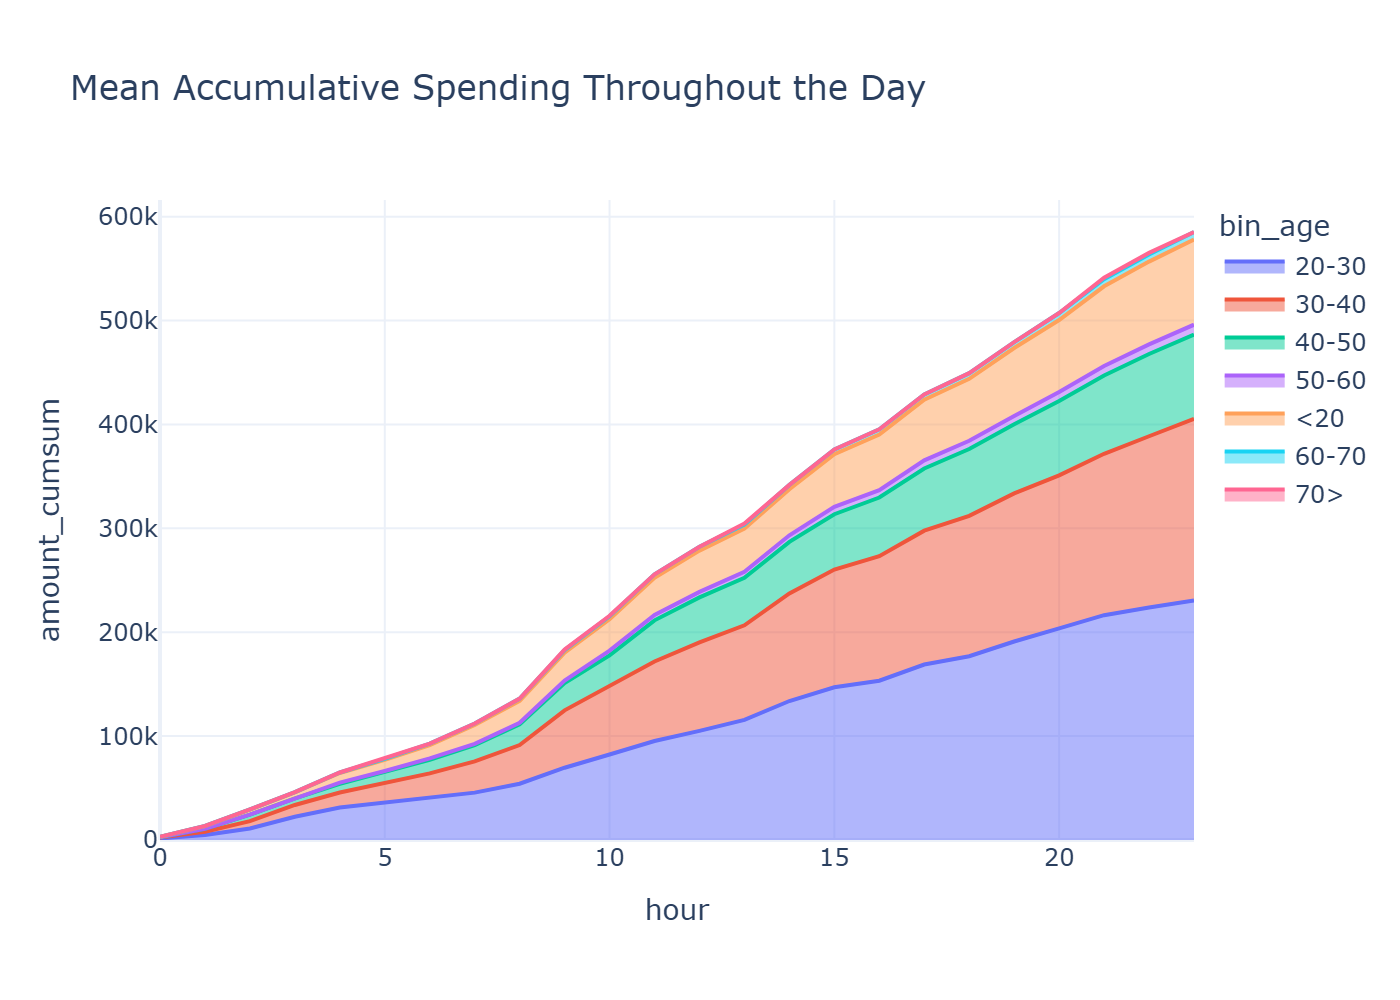 Mean Accumulative Spending Throughout the Day
600k
500k
400k
300k
200k
100k
0
amount_cumsum
0 5 10 15 20
hour
bin_age
20-30
30-40
40-50
50-60
<20
60-70
70>